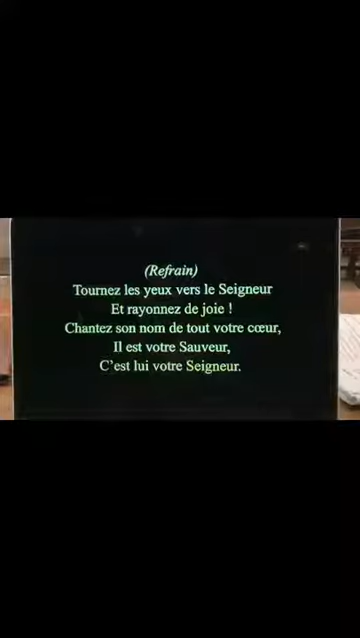 (Refrain)
Tournez les yeux vers le Seigneur
Et rayonnez de joie !
Chantez son nom de tout votre cœur,
Il est votre Sauveur,
C’est lui votre Seigneur.